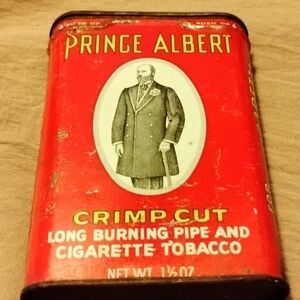 PRINCE ALBERT
CRIMP CUT
LONG BURNING PIPE AND
CIGARETTE TOBACCO
NET WT. 1½ OZ.